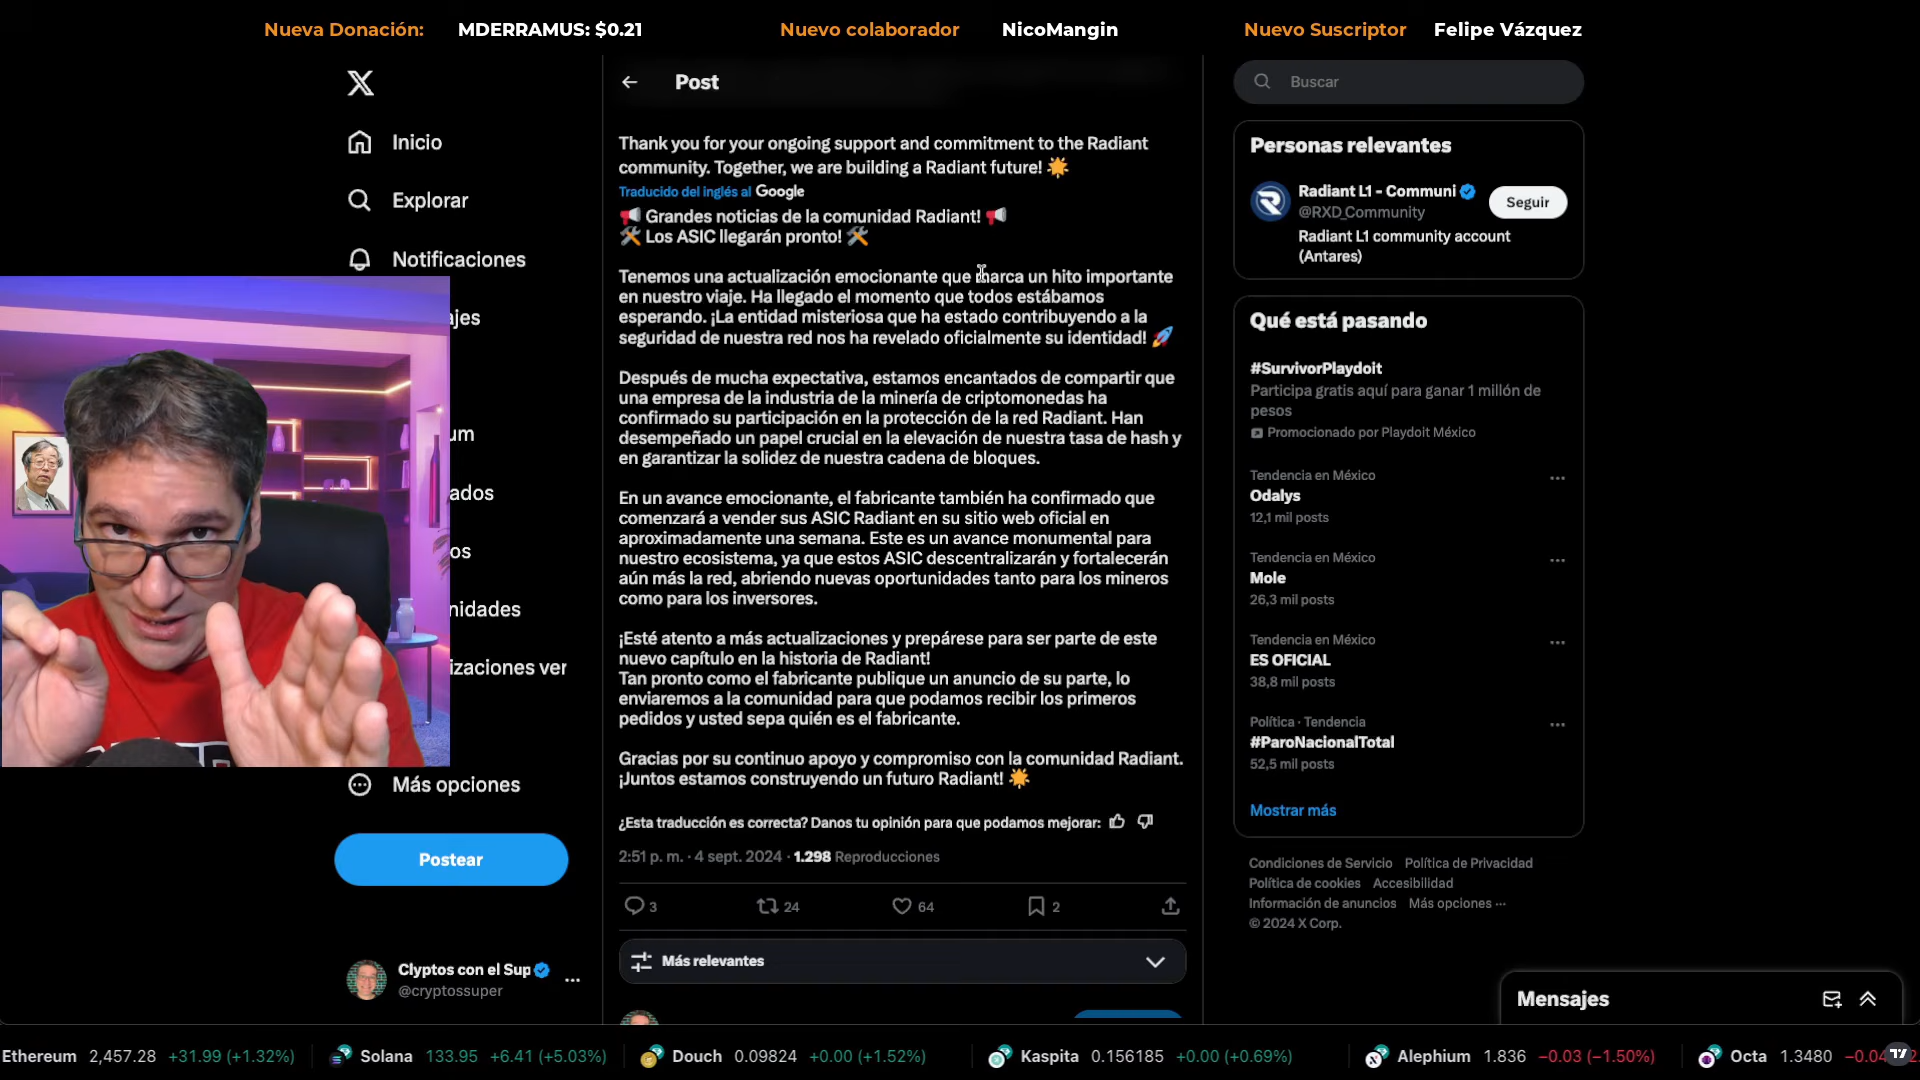 Nueva Donación: MDERRAMUS: $0.21 Nuevo colaborador NicoMangin Nuevo Suscriptor Felipe Vázquez
Inicio
Explorar
Notificaciones
ajes
um
ados
os
nidades
izaciones ver
Más opciones
Postear
Clyptos con el Sup
@cryptossuper
Post
Thank you for your ongoing support and commitment to the Radiant
community. Together, we are building a Radiant future! 🌟
Traducido del inglés al Google
📢 Grandes noticias de la comunidad Radiant! 📢
🛠️ Los ASIC llegarán pronto! 🛠️
Tenemos una actualización emocionante que marca un hito importante
en nuestro viaje. Ha llegado el momento que todos estábamos
esperando. ¡La entidad misteriosa que ha estado contribuyendo a la
seguridad de nuestra red nos ha revelado oficialmente su identidad! 🚀
Después de mucha expectativa, estamos encantados de compartir que
una empresa de la industria de la minería de criptomonedas ha
confirmado su participación en la protección de la red Radiant. Han
desempeñado un papel crucial en la elevación de nuestra tasa de hash y
en garantizar la solidez de nuestra cadena de bloques.
En un avance emocionante, el fabricante también ha confirmado que
comenzará a vender sus ASIC Radiant en su sitio web oficial en
aproximadamente una semana. Este es un avance monumental para
nuestro ecosistema, ya que estos ASIC descentralizarán y fortalecerán
aún más la red, abriendo nuevas oportunidades tanto para los mineros
como para los inversores.
¡Esté atento a más actualizaciones y prepárese para ser parte de este
nuevo capítulo en la historia de Radiant!
Tan pronto como el fabricante publique un anuncio de su parte, lo
enviaremos a la comunidad para que podamos recibir los primeros
pedidos y usted sepa quién es el fabricante.
Gracias por su continuo apoyo y compromiso con la comunidad Radiant.
¡Juntos estamos construyendo un futuro Radiant! 🌟
¿Esta traducción es correcta? Danos tu opinión para que podamos mejorar:
2:51 p. m. · 4 sept. 2024 · 1.298 Reproducciones
3 24 64 2
Más relevantes
Buscar
Personas relevantes
Radiant L1 - Communi
@RXD_Community
Seguir
Radiant L1 community account
(Antares)
Qué está pasando
#SurvivorPlaydoit
Participa gratis aquí para ganar 1 millón de
pesos
Promocionado por Playdoit México
Tendencia en México
Odalys
12,1 mil posts
Tendencia en México
Mole
26,3 mil posts
Tendencia en México
ES OFICIAL
38,8 mil posts
Política · Tendencia
#ParoNacionalTotal
52,5 mil posts
Mostrar más
Condiciones de Servicio Política de Privacidad
Política de cookies Accesibilidad
Información de anuncios Más opciones ···
© 2024 X Corp.
Mensajes
Ethereum 2,457.28 +31.99 (+1.32%) Solana 133.95 +6.41 (+5.03%) Douch 0.09824 +0.00 (+1.52%) Kaspita 0.156185 +0.00 (+0.69%) Alephium 1.836 −0.03 (−1.50%) Octa 1.3480